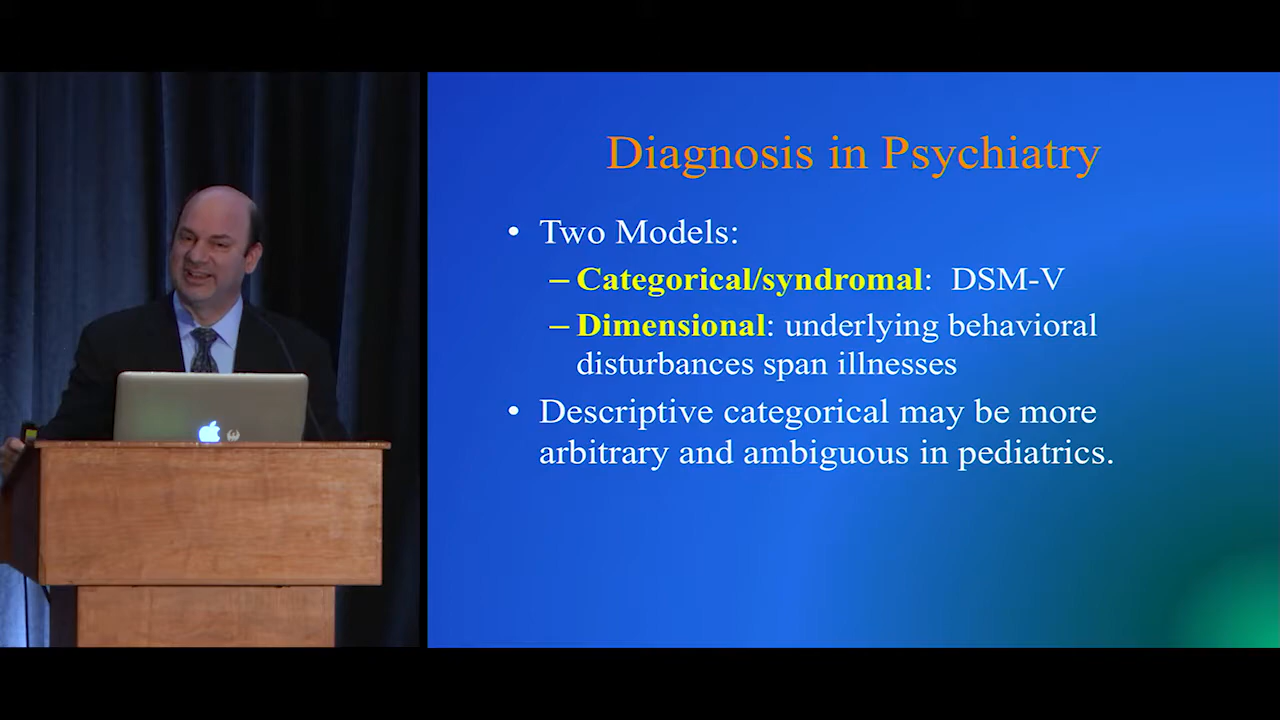 Diagnosis in Psychiatry
• Two Models:
– Categorical/syndromal: DSM-V
– Dimensional: underlying behavioral
disturbances span illnesses
• Descriptive categorical may be more
arbitrary and ambiguous in pediatrics.